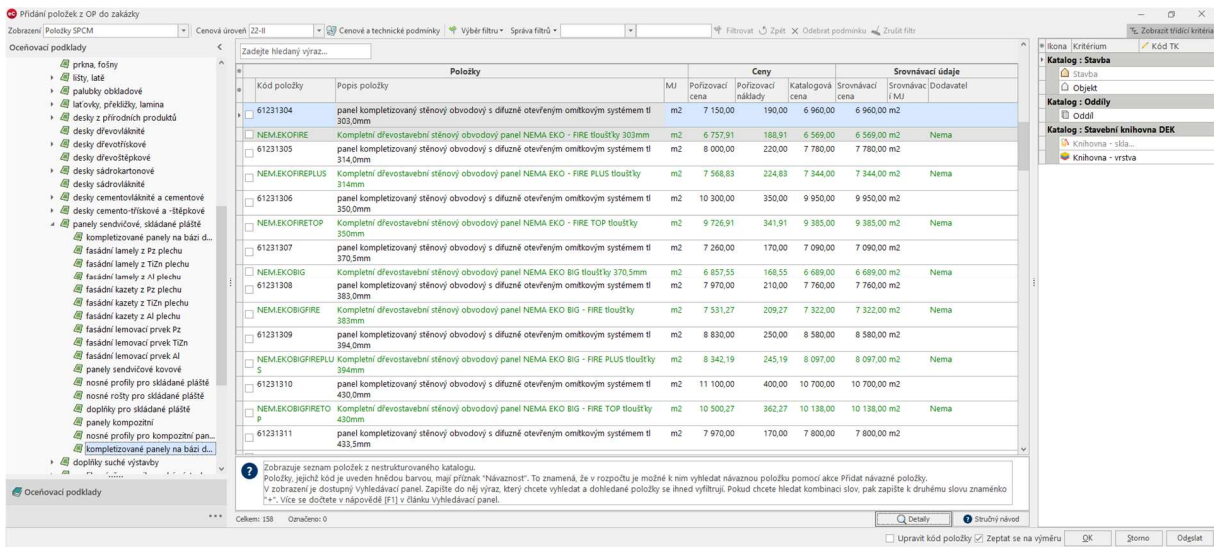 Přidání položek z OP do zakázky
Zobrazení Položky SPCM Cenová úroveň 22-II Cenové a technické podmínky Výběr filtru Správa filtrů Filtrovat Zpět Odebrat podmínku Zrušit filtr Zobrazit třídící kritéria
Oceňovací podklady
prkna, fošny
lišty, latě
palubky obkladové
laťovky, překližky, lamina
desky z přírodních produktů
desky dřevovláknité
desky dřevotřískové
desky dřevoštěpkové
desky sádrokartonové
desky sádrovláknité
desky cementovláknité a cementové
desky cemento-třískové a -štěpkové
panely sendvičové, skládané pláště
kompletizované panely na bázi d...
fasádní lamely z Pz plechu
fasádní lamely z TiZn plechu
fasádní lamely z Al plechu
fasádní kazety z Pz plechu
fasádní kazety z TiZn plechu
fasádní kazety z Al plechu
fasádní lemovací prvek Pz
fasádní lemovací prvek TiZn
fasádní lemovací prvek Al
panely sendvičové kovové
nosné profily pro skládané pláště
nosné rošty pro skládané pláště
doplňky pro skládané pláště
panely kompozitní
nosné profily pro kompozitní pan...
kompletizované panely na bázi d...
doplňky suché výstavby
Oceňovací podklady
Zadejte hledaný výraz...
Položky Ceny Srovnávací údaje
Kód položky Popis položky MJ Pořizovací cena Pořizovací náklady Katalogová cena Srovnávací cena Srovnávac í MJ Dodavatel
61231304 panel kompletizovaný stěnový obvodový s difuzně otevřeným omítkovým systémem tl m2 7 150,00 190,00 6 960,00 6 960,00 m2
303,0mm
NEM.EKOFIRE Kompletní dřevostavební stěnový obvodový panel NEMA EKO - FIRE tloušťky 303mm m2 6 757,91 188,91 6 569,00 6 569,00 m2 Nema
61231305 panel kompletizovaný stěnový obvodový s difuzně otevřeným omítkovým systémem tl m2 8 000,00 220,00 7 780,00 7 780,00 m2
314,0mm
NEM.EKOFIREPLUS Kompletní dřevostavební stěnový obvodový panel NEMA EKO - FIRE PLUS tloušťky m2 7 568,83 224,83 7 344,00 7 344,00 m2 Nema
314mm
61231306 panel kompletizovaný stěnový obvodový s difuzně otevřeným omítkovým systémem tl m2 10 300,00 350,00 9 950,00 9 950,00 m2
350,0mm
NEM.EKOFIRETOP Kompletní dřevostavební stěnový obvodový panel NEMA EKO - FIRE TOP tloušťky m2 9 726,91 341,91 9 385,00 9 385,00 m2 Nema
350mm
61231307 panel kompletizovaný stěnový obvodový s difuzně otevřeným omítkovým systémem tl m2 7 260,00 170,00 7 090,00 7 090,00 m2
370,5mm
NEM.EKOBIG Kompletní dřevostavební stěnový obvodový panel NEMA EKO BIG tloušťky 370,5mm m2 6 857,55 168,55 6 689,00 6 689,00 m2 Nema
61231308 panel kompletizovaný stěnový obvodový s difuzně otevřeným omítkovým systémem tl m2 7 970,00 210,00 7 760,00 7 760,00 m2
383,0mm
NEM.EKOBIGFIRE Kompletní dřevostavební stěnový obvodový panel NEMA EKO BIG - FIRE tloušťky m2 7 531,27 209,27 7 322,00 7 322,00 m2 Nema
383mm
61231309 panel kompletizovaný stěnový obvodový s difuzně otevřeným omítkovým systémem tl m2 8 830,00 250,00 8 580,00 8 580,00 m2
394,0mm
NEM.EKOBIGFIREPLU Kompletní dřevostavební stěnový obvodový panel NEMA EKO BIG - FIRE PLUS tloušťky m2 8 342,19 245,19 8 097,00 8 097,00 m2 Nema
S 394mm
61231310 panel kompletizovaný stěnový obvodový s difuzně otevřeným omítkovým systémem tl m2 11 100,00 400,00 10 700,00 10 700,00 m2
430,0mm
NEM.EKOBIGFIRETO Kompletní dřevostavební stěnový obvodový panel NEMA EKO BIG - FIRE TOP tloušťky m2 10 500,27 362,27 10 138,00 10 138,00 m2 Nema
P 430mm
61231311 panel kompletizovaný stěnový obvodový s difuzně otevřeným omítkovým systémem tl m2 7 970,00 170,00 7 800,00 7 800,00 m2
433,5mm
Zobrazuje seznam položek z nestrukturovaného katalogu.
Položky, jejichž kód je uveden hnědou barvou, mají příznak "Návaznost". To znamená, že v rozpočtu je možné k nim vyhledat návaznou položku pomocí akce Přidat návazné položky.
V zobrazení je dostupný Vyhledávací panel. Zapište do něj výraz, který chcete vyhledat a dohledané položky se ihned vyfiltrují. Pokud chcete hledat kombinaci slov, pak zapište k druhému slovu znaménko
"+". Více se dočtete v nápovědě [F1] v článku Vyhledávací panel.
Celkem: 158 Označeno: 0 Detaily Stručný návod
Ikona Kritérium Kód TK
Katalog : Stavba
Stavba
Objekt
Katalog : Oddíly
Oddíl
Katalog : Stavební knihovna DEK
Knihovna - skla...
Knihovna - vrstva
Upravit kód položky Zeptat se na výměru OK Storno Odeslat